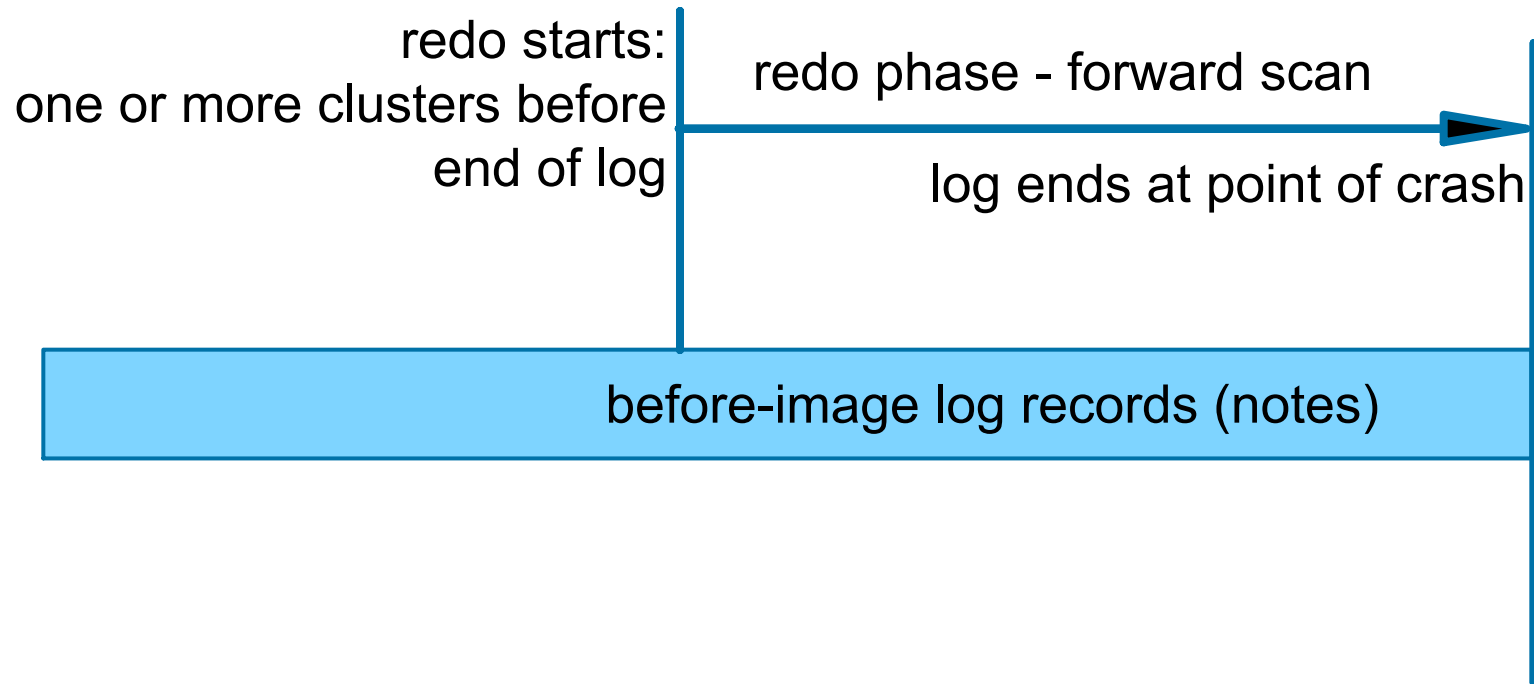 redo starts:
one or more clusters before
end of log
redo phase - forward scan
log ends at point of crash
before-image log records (notes)